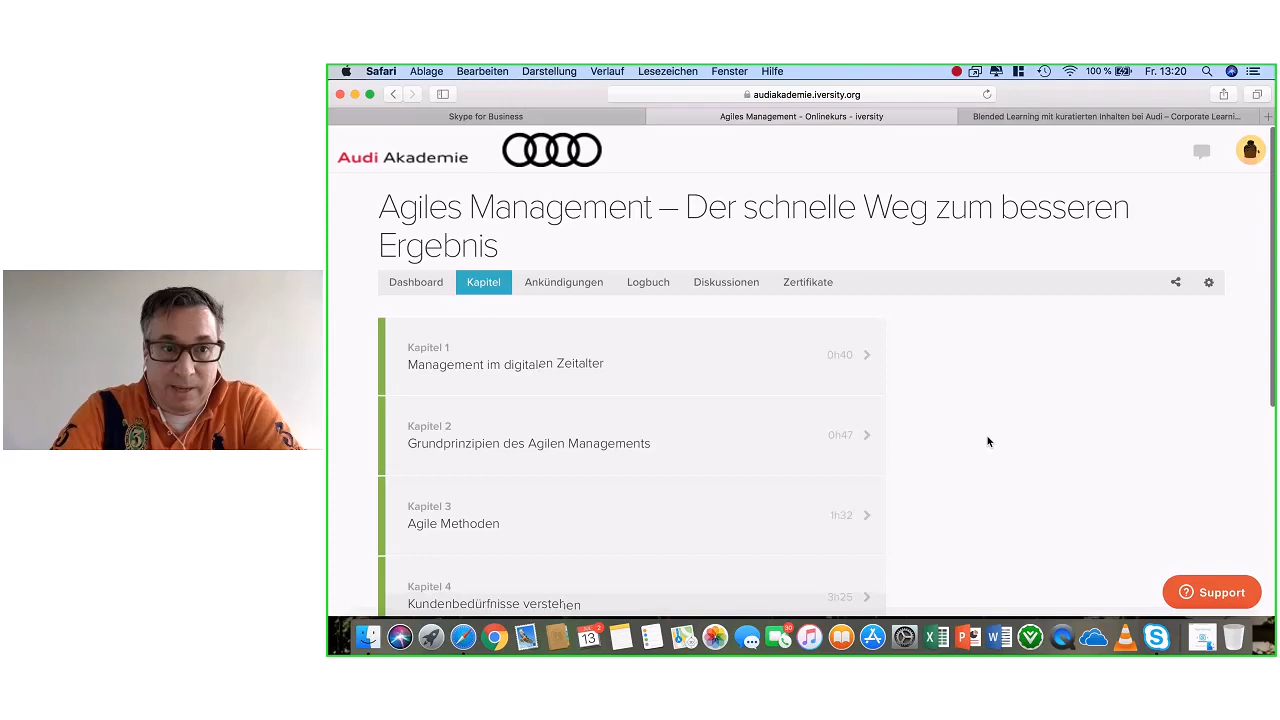 Safari Ablage Bearbeiten Darstellung Verlauf Lesezeichen Fenster Hilfe 100 % Fr. 13:20
audiakademie.iversity.org
Skype for Business Agiles Management - Onlinekurs - iversity Blended Learning mit kuratierten Inhalten bei Audi – Corporate Learni...
Audi Akademie
Agiles Management – Der schnelle Weg zum besseren
Ergebnis
Dashboard Kapitel Ankündigungen Logbuch Diskussionen Zertifikate
Kapitel 1
Management im digitalen Zeitalter 0h40
Kapitel 2
Grundprinzipien des Agilen Managements 0h47
Kapitel 3
Agile Methoden 1h32
Kapitel 4
Kundenbedürfnisse verstehen 3h25
Support
30
13
3